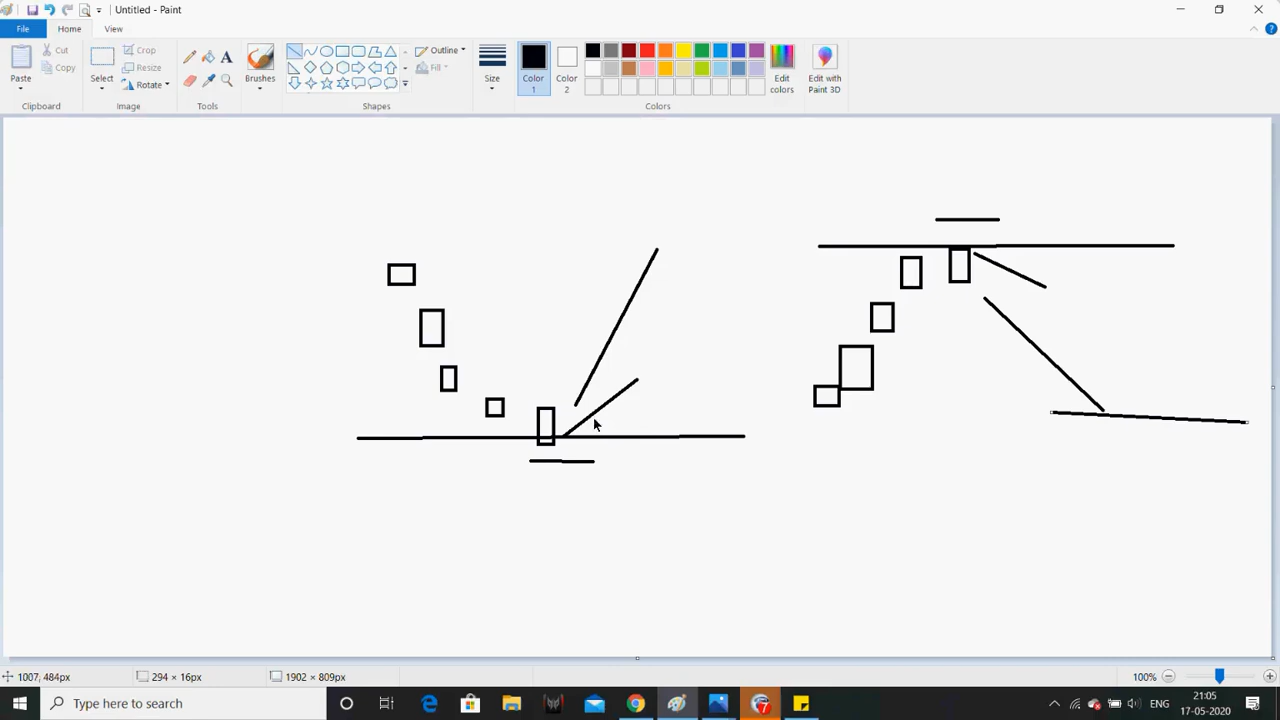 Untitled - Paint
File
Home
View
Paste
Cut
Copy
Clipboard
Select
Crop
Resize
Rotate
Image
A
Tools
Brushes
Outline
Fill
Shapes
Size
Color
1
Color
2
Edit
colors
Colors
Edit with
Paint 3D
1007, 484px
294 × 16px
1902 × 809px
100%
Type here to search
ENG
21:05
17-05-2020